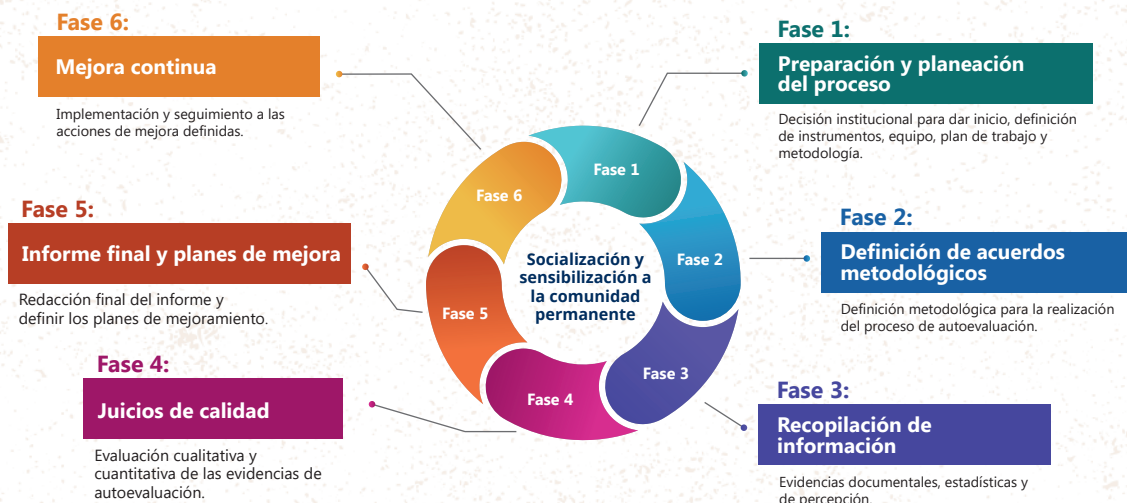 Fase 6:
Mejora continua
Implementación y seguimiento a las
acciones de mejora definidas.
Fase 5:
Informe final y planes de mejora
Redacción final del informe y
definir los planes de mejoramiento.
Fase 4:
Juicios de calidad
Evaluación cualitativa y
cuantitativa de las evidencias de
autoevaluación.
Fase 1
Fase 6
Fase 2
Socialización y
sensibilización a
la comunidad
permanente
Fase 5
Fase 3
Fase 4
Fase 1:
Preparación y planeación
del proceso
Decisión institucional para dar inicio, definición
de instrumentos, equipo, plan de trabajo y
metodología.
Fase 2:
Definición de acuerdos
metodológicos
Definición metodológica para la realización
del proceso de autoevaluación.
Fase 3:
Recopilación de
información
Evidencias documentales, estadísticas y
de percepción.